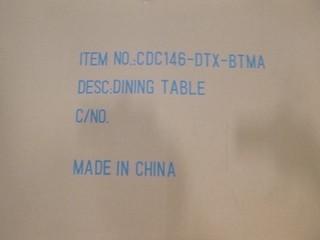 ITEM NO.:CDC146-DTX-BTMA
DESC:DINING TABLE
C/NO.
MADE IN CHINA